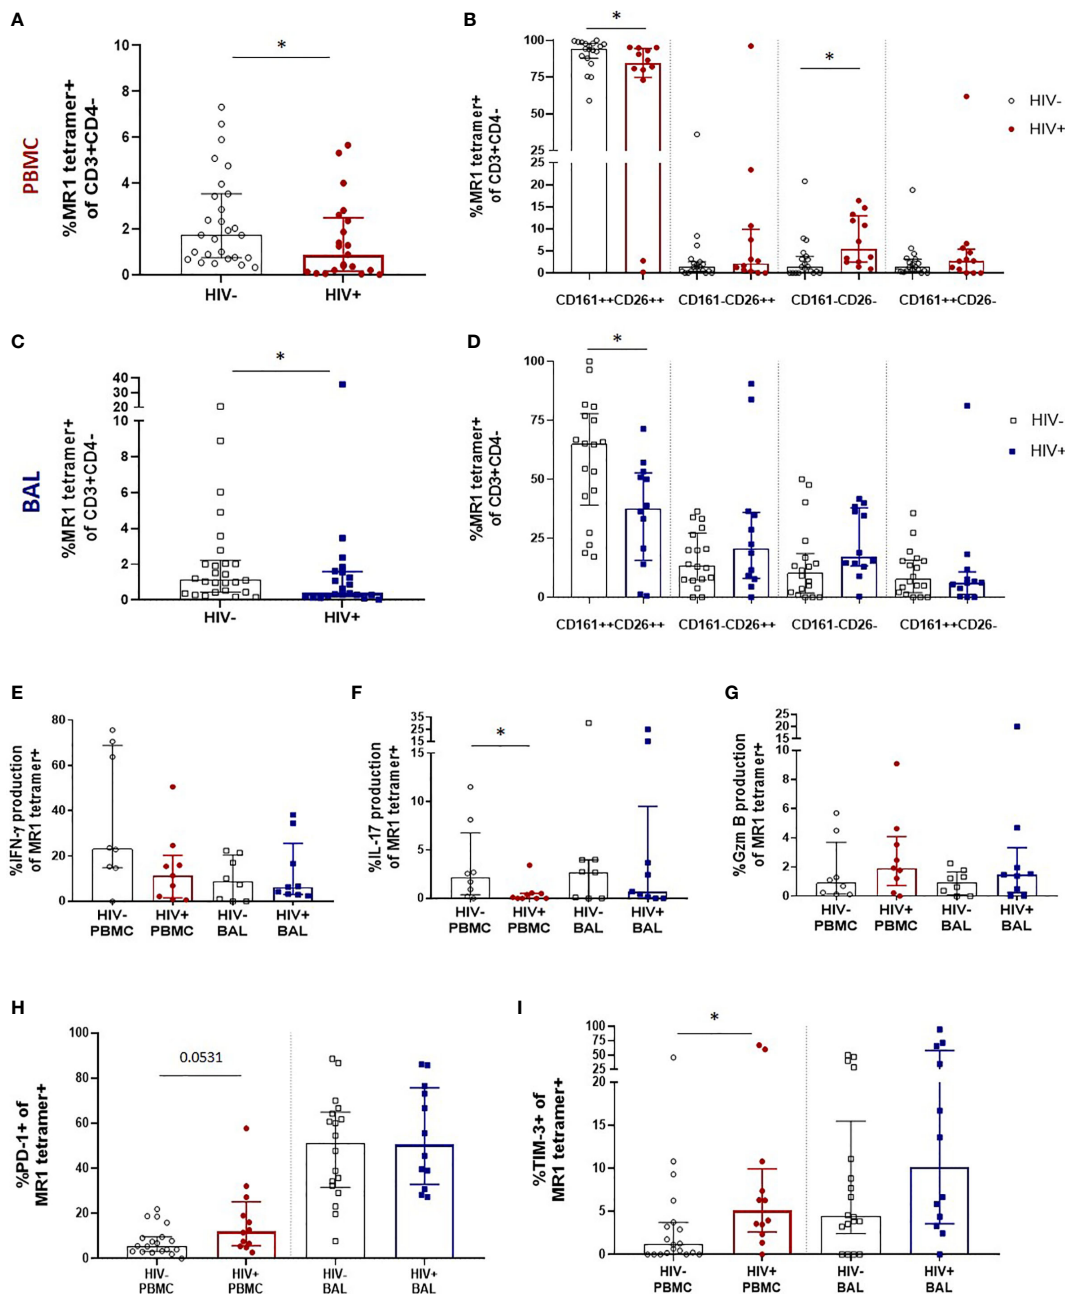 A
PBMC
%MR1 tetramer+
of CD3+CD4-
10
8
6
4
2
0
*
HIV-
HIV+
B
%MR1 tetramer+
of CD3+CD4-
100
75
50
25
25
20
15
10
5
0
*
*
CD161++CD26++
CD161-CD26++
CD161-CD26-
CD161++CD26-
HIV-
HIV+
C
BAL
%MR1 tetramer+
of CD3+CD4-
40
30
20
10
8
6
4
2
0
*
HIV-
HIV+
D
%MR1 tetramer+
of CD3+CD4-
100
75
50
25
0
*
CD161++CD26++
CD161-CD26++
CD161-CD26-
CD161++CD26-
HIV-
HIV+
E
%IFN-γ production
of MR1 tetramer+
80
60
40
20
0
HIV- HIV+ HIV- HIV+
PBMC PBMC BAL BAL
F
%IL-17 production
of MR1 tetramer+
35
25
15
15
10
5
0
*
HIV- HIV+ HIV- HIV+
PBMC PBMC BAL BAL
G
%Gzm B production
of MR1 tetramer+
25
20
15
10
10
8
6
4
2
0
HIV- HIV+ HIV- HIV+
PBMC PBMC BAL BAL
H
%PD-1+ of
MR1 tetramer+
100
80
60
40
20
0
0.0531
HIV- HIV+ HIV- HIV+
PBMC PBMC BAL BAL
I
%TIM-3+ of
MR1 tetramer+
100
75
50
25
20
15
10
5
0
*
HIV- HIV+ HIV- HIV+
PBMC PBMC BAL BAL